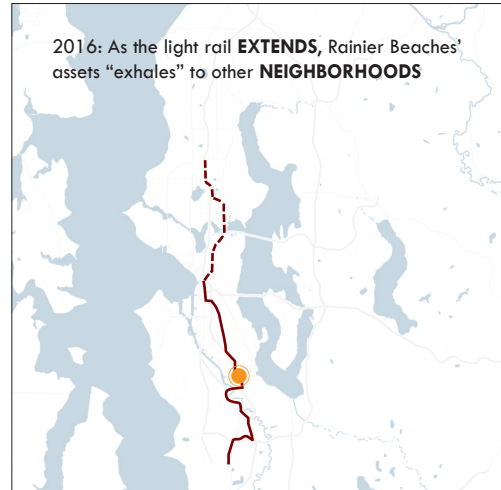 2016: As the light rail EXTENDS, Rainier Beaches’
assets “exhales” to other NEIGHBORHOODS